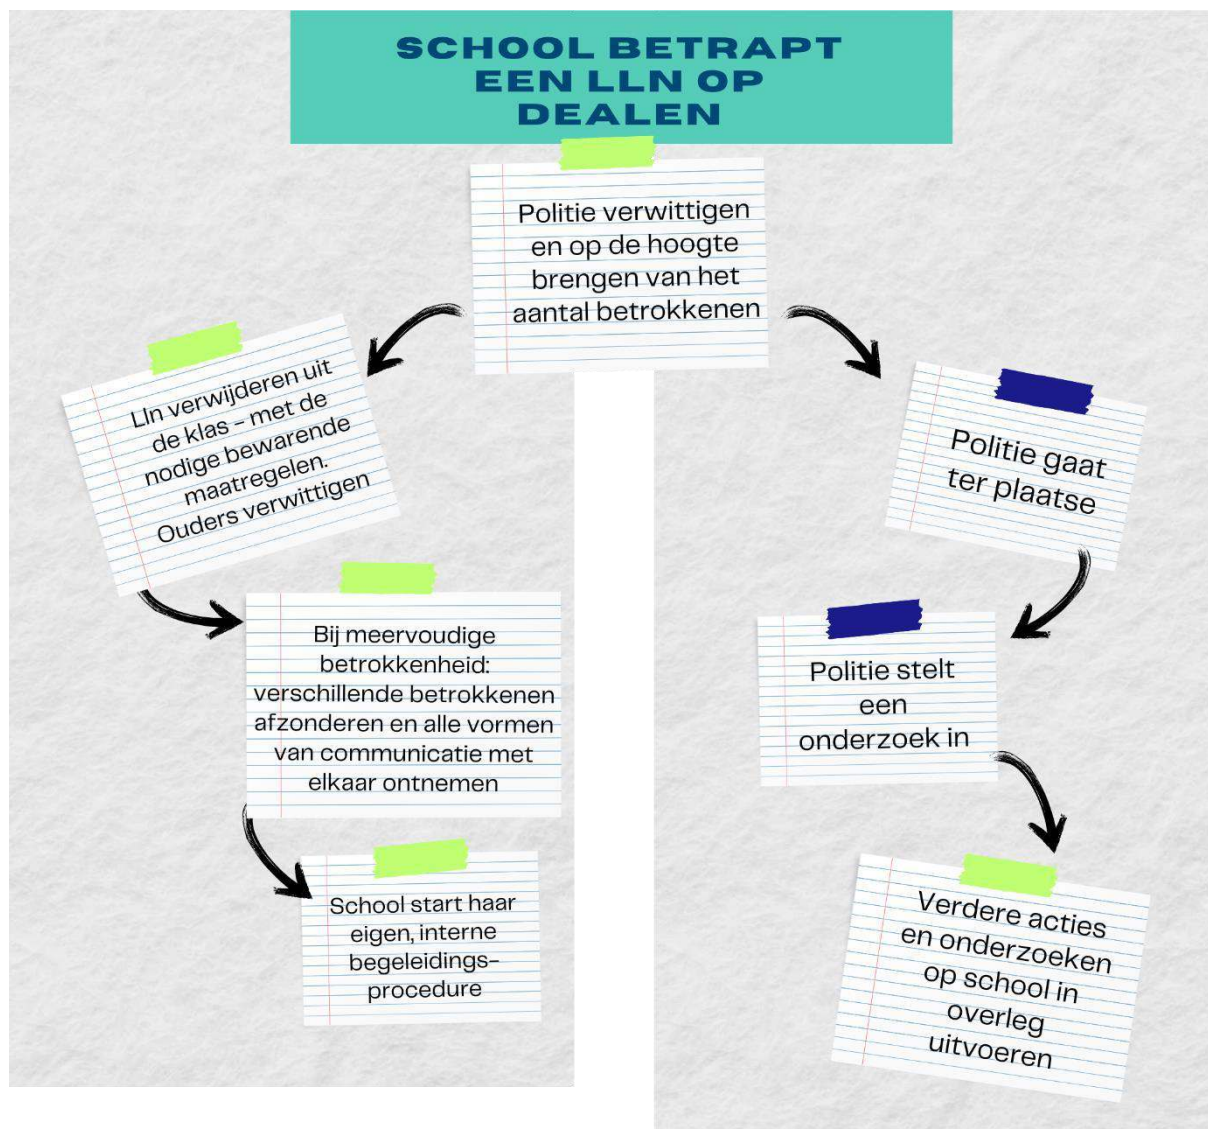 SCHOOL BETRAPT
EEN LLN OP
DEALEN
Politie verwittigen
en op de hoogte
brengen van het
aantal betrokkenen
Lln verwijderen uit
de klas - met de
nodige bewarende
maatregelen.
Ouders verwittigen
Bij meervoudige
betrokkenheid:
verschillende betrokkenen
afzonderen en alle vormen
van communicatie met
elkaar ontnemen
School start haar
eigen, interne
begeleidings-
procedure
Politie gaat
ter plaatse
Politie stelt
een
onderzoek in
Verdere acties
en onderzoeken
op school in
overleg
uitvoeren